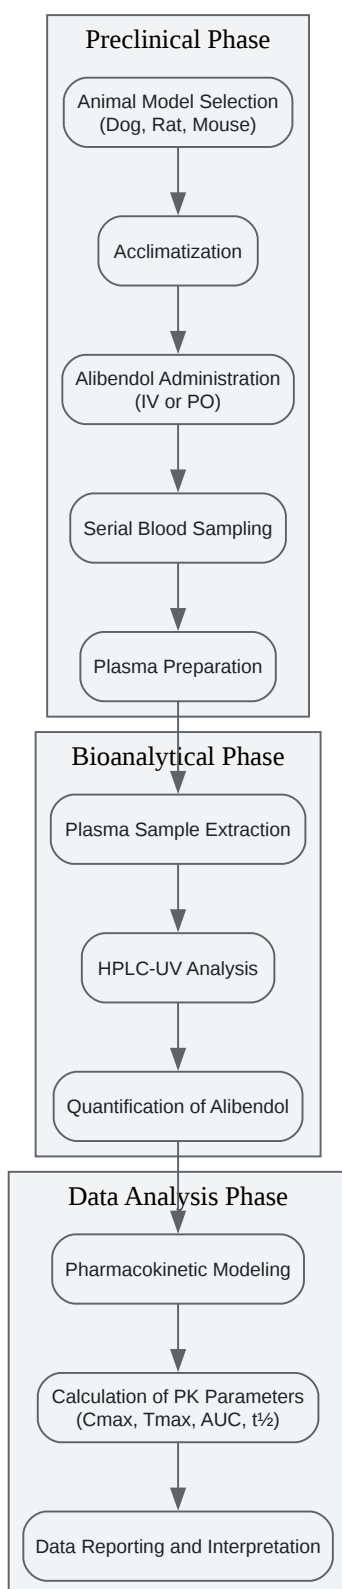 Preclinical Phase
Animal Model Selection
(Dog, Rat, Mouse)
Acclimatization
Alibendol Administration
(IV or PO)
Serial Blood Sampling
Plasma Preparation
Bioanalytical Phase
Plasma Sample Extraction
HPLC-UV Analysis
Quantification of Alibendol
Data Analysis Phase
Pharmacokinetic Modeling
Calculation of PK Parameters
(Cmax, Tmax, AUC, t½)
Data Reporting and Interpretation